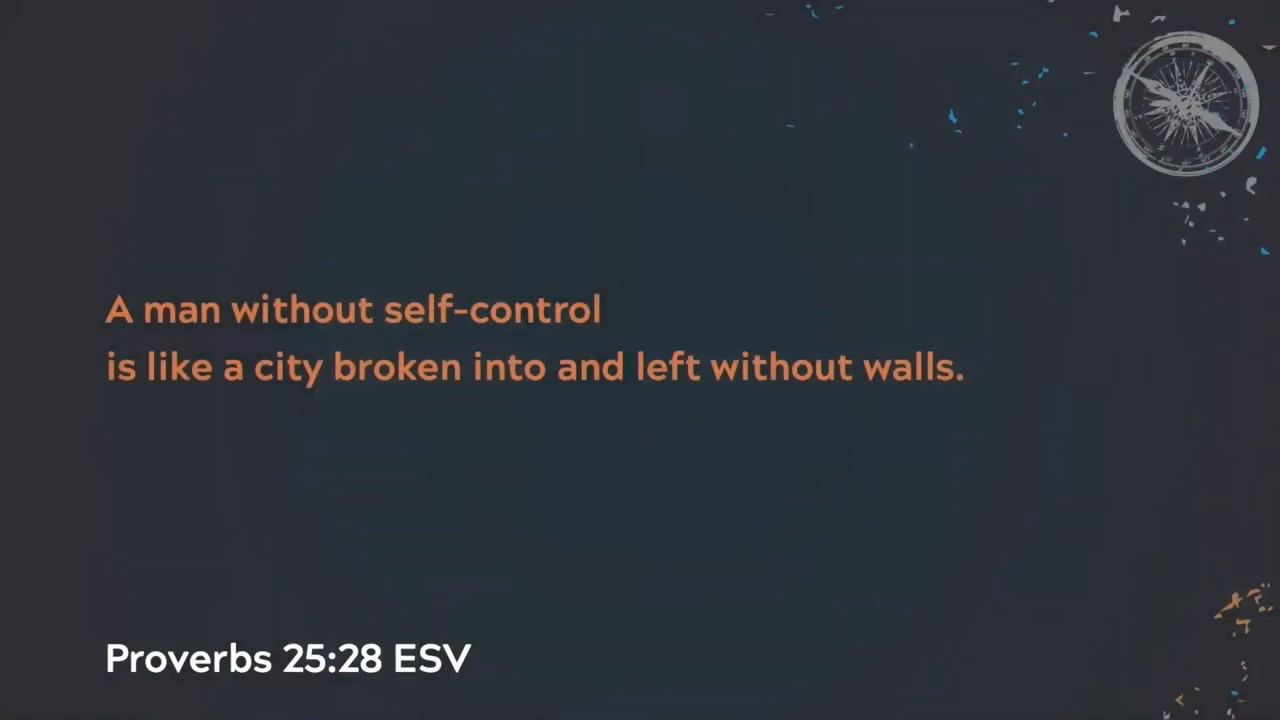 A man without self-control
is like a city broken into and left without walls.
Proverbs 25:28 ESV